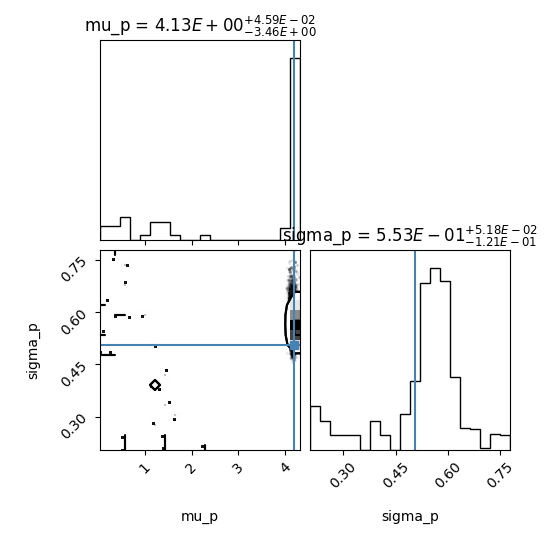 mu_p = 4.13E + 00+4.59E − 02 −3.46E + 00
sigma_p = 5.53E − 01+5.18E − 02 −1.21E − 01
0.75
0.60
0.45
0.30
sigma_p
1 2 3 4
0.30 0.45 0.60 0.75
mu_p
sigma_p